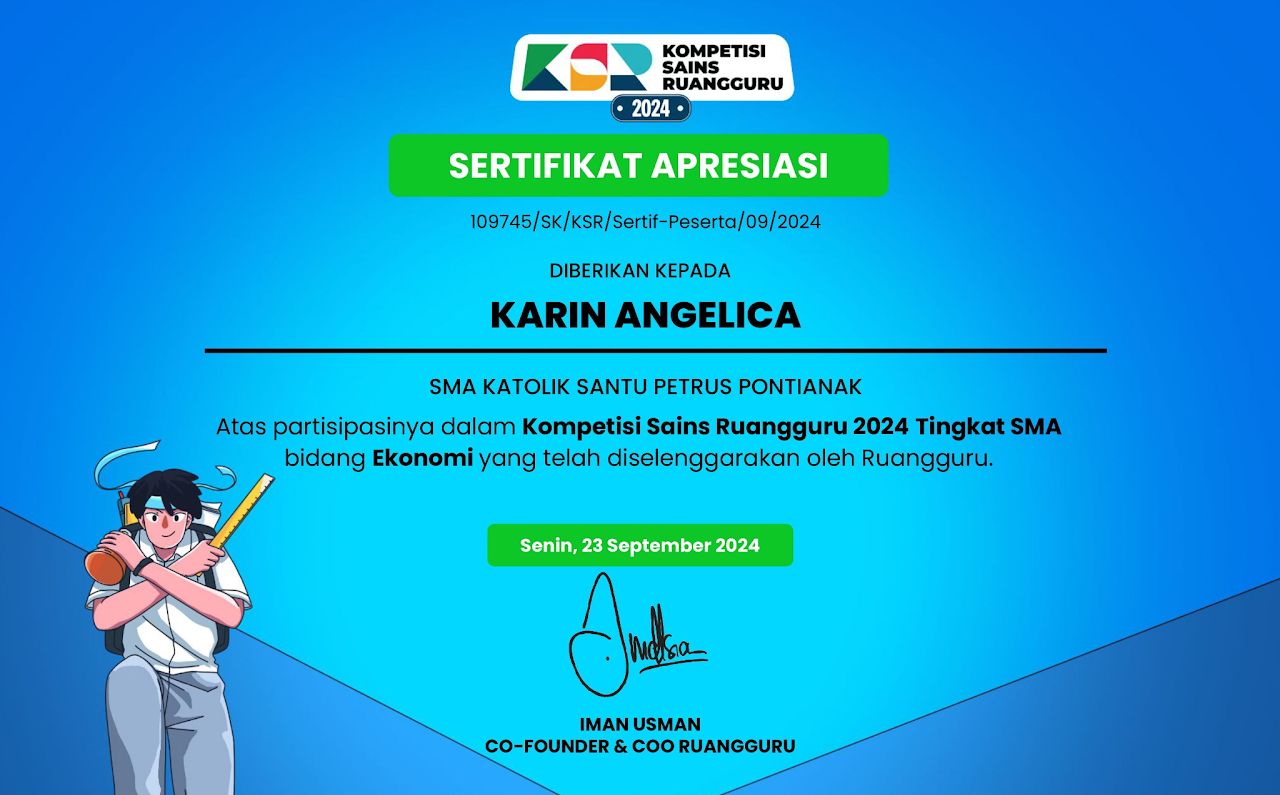 KSR
KOMPETISI
SAINS
RUANGGURU
• 2024 •
SERTIFIKAT APRESIASI
109745/SK/KSR/Sertif-Peserta/09/2024
DIBERIKAN KEPADA
KARIN ANGELICA
SMA KATOLIK SANTU PETRUS PONTIANAK
Atas partisipasinya dalam Kompetisi Sains Ruangguru 2024 Tingkat SMA
bidang Ekonomi yang telah diselenggarakan oleh Ruangguru.
Senin, 23 September 2024
IMAN USMAN
CO-FOUNDER & COO RUANGGURU